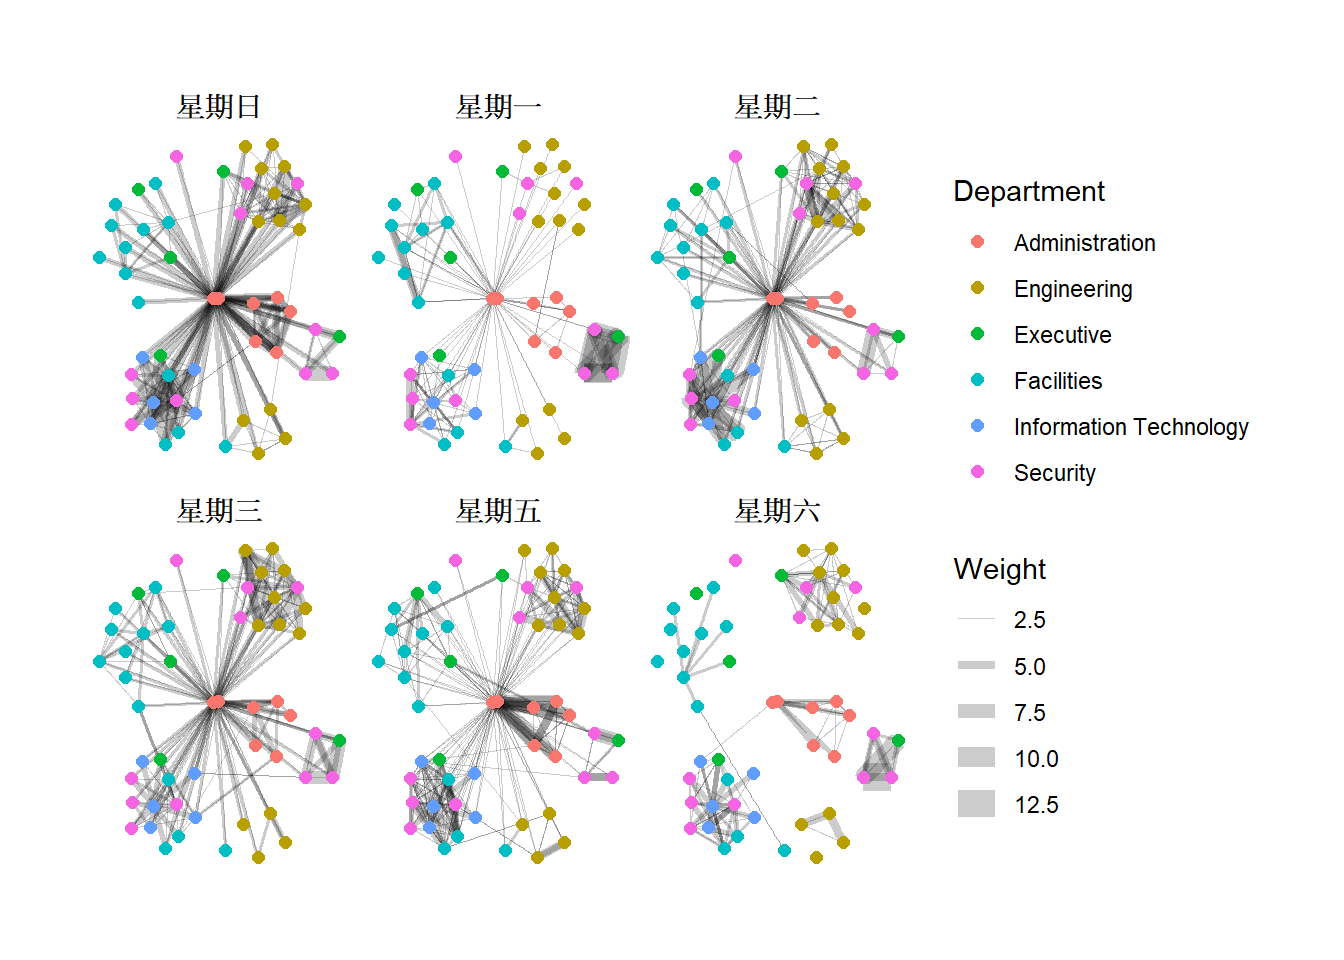 星期日
星期一
星期二
星期三
星期五
星期六
Department
Administration
Engineering
Executive
Facilities
Information Technology
Security
Weight
2.5
5.0
7.5
10.0
12.5